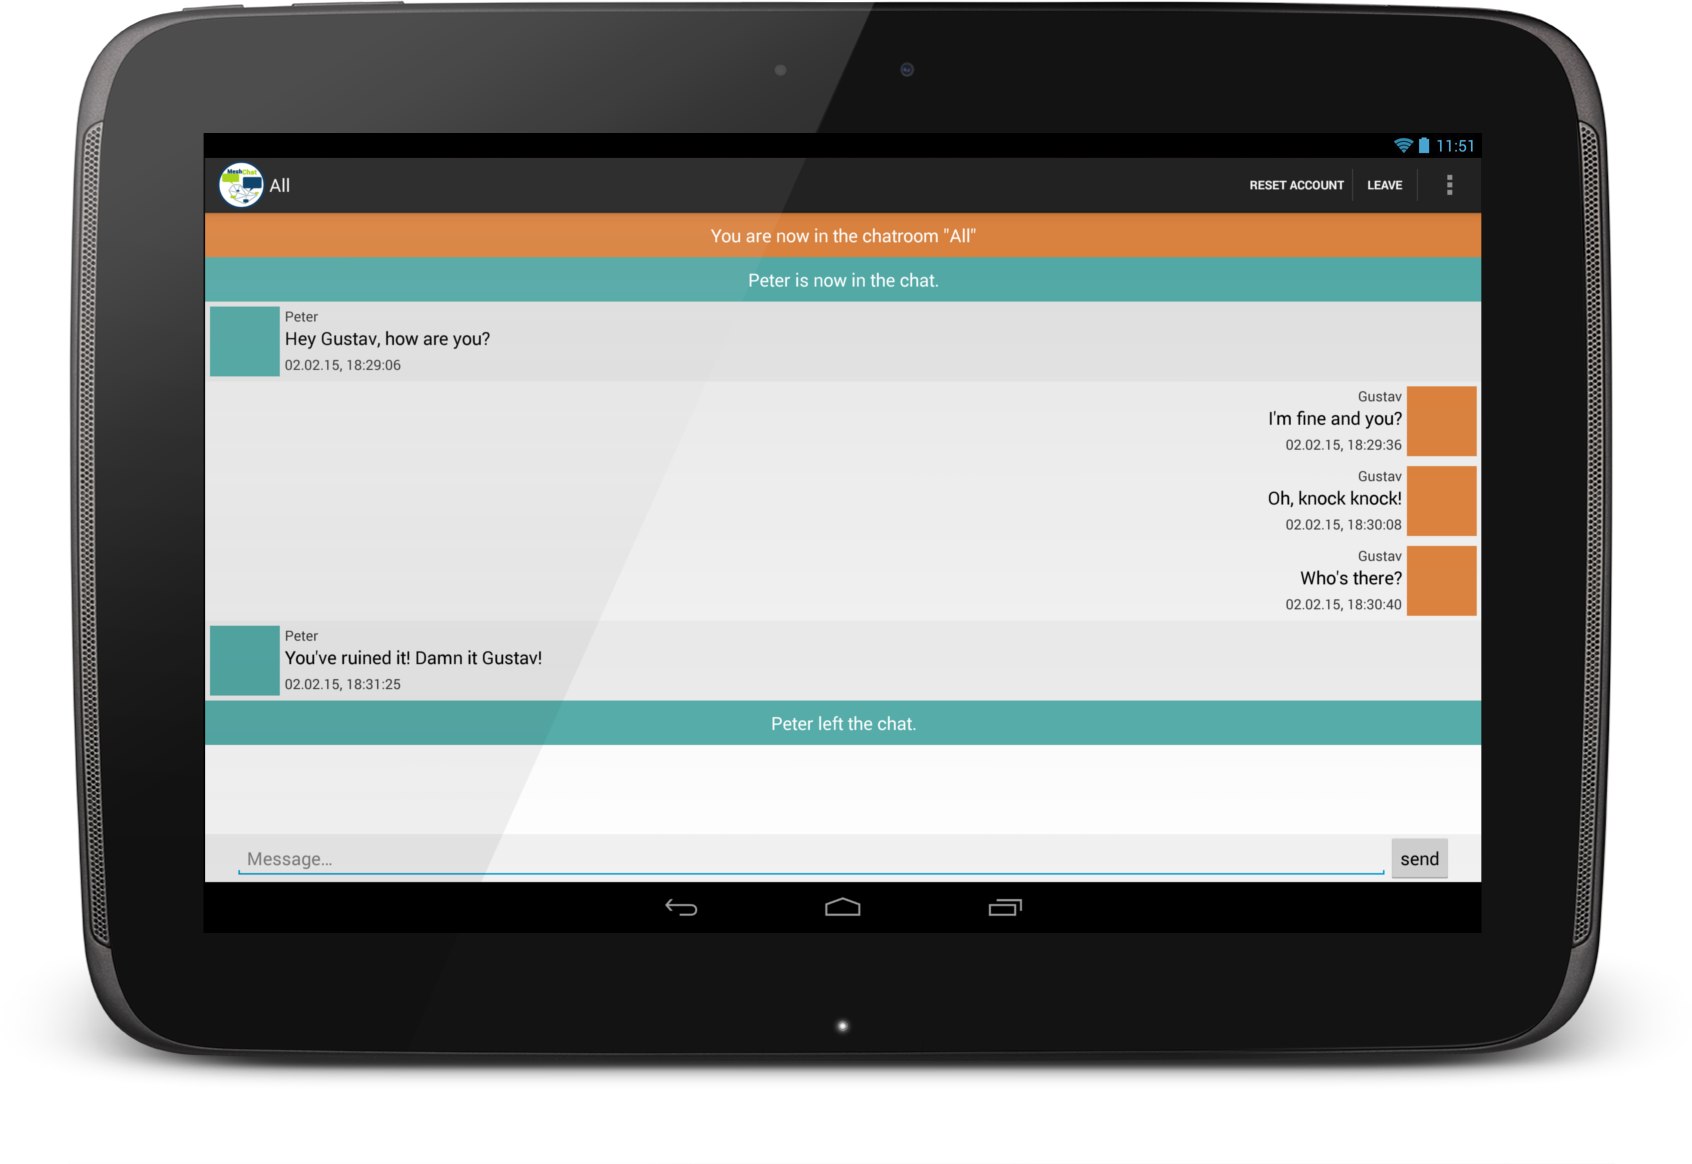 11:51
MeshChat
All
RESET ACCOUNT
LEAVE
You are now in the chatroom "All"
Peter is now in the chat.
Peter
Hey Gustav, how are you?
02.02.15, 18:29:06
Gustav
I'm fine and you?
02.02.15, 18:29:36
Gustav
Oh, knock knock!
02.02.15, 18:30:08
Gustav
Who's there?
02.02.15, 18:30:40
Peter
You've ruined it! Damn it Gustav!
02.02.15, 18:31:25
Peter left the chat.
Message...
send